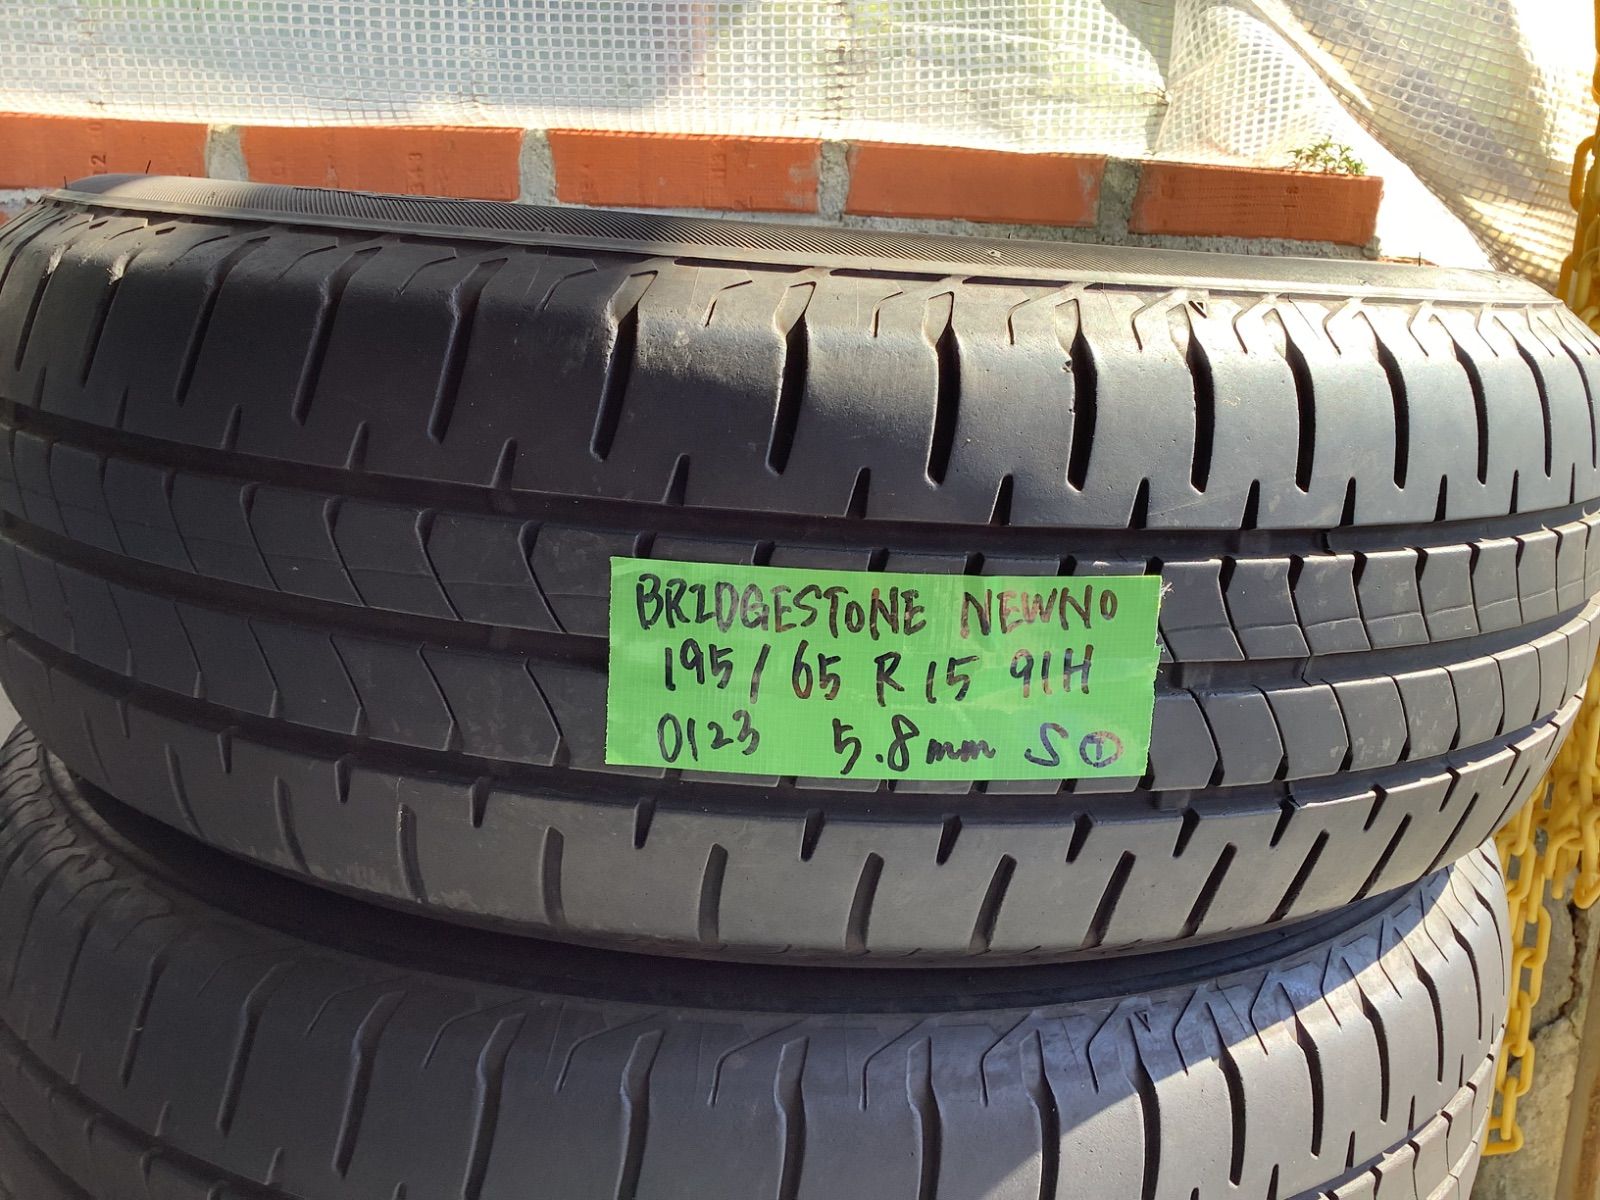 BRIDGESTONE NEWNO
195/65 R15 91H
0123 5.8mm S①